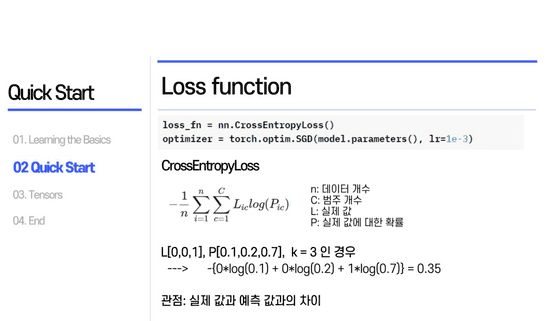 Quick Start
01. Learning the Basics
02 Quick Start
03. Tensors
04. End
Loss function
loss_fn = nn.CrossEntropyLoss()
optimizer = torch.optim.SGD(model.parameters(), lr=1e-3)
CrossEntropyLoss
-\frac{1}{n}\sum_{i=1}^{n}\sum_{c=1}^{C}L_{ic}log(P_{ic})
n: 데이터 개수
C: 범주 개수
L: 실제 값
P: 실제 값에 대한 확률
L[0,0,1], P[0.1,0.2,0.7], k = 3 인 경우
---> -{0*log(0.1) + 0*log(0.2) + 1*log(0.7)} = 0.35
관점: 실제 값과 예측 값과의 차이